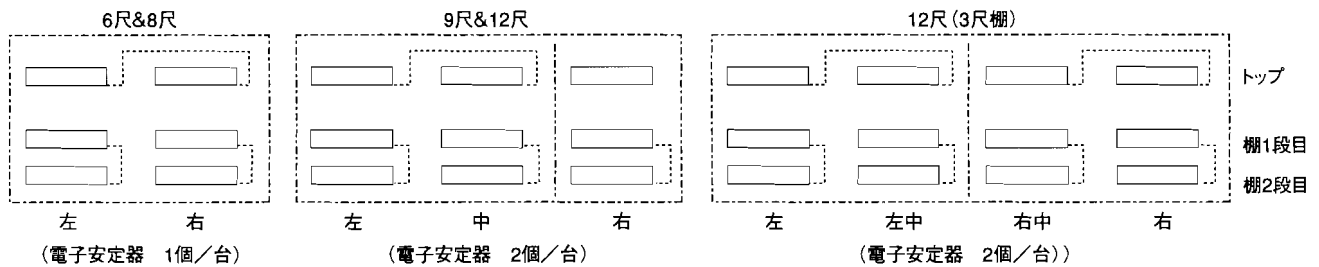 6尺&8尺 9尺&12尺 12尺(3尺棚)
トップ
棚1段目
棚2段目
左 右 左 中 右 左 左中 右中 右
(電子安定器 1個/台) (電子安定器 2個/台) (電子安定器 2個/台))